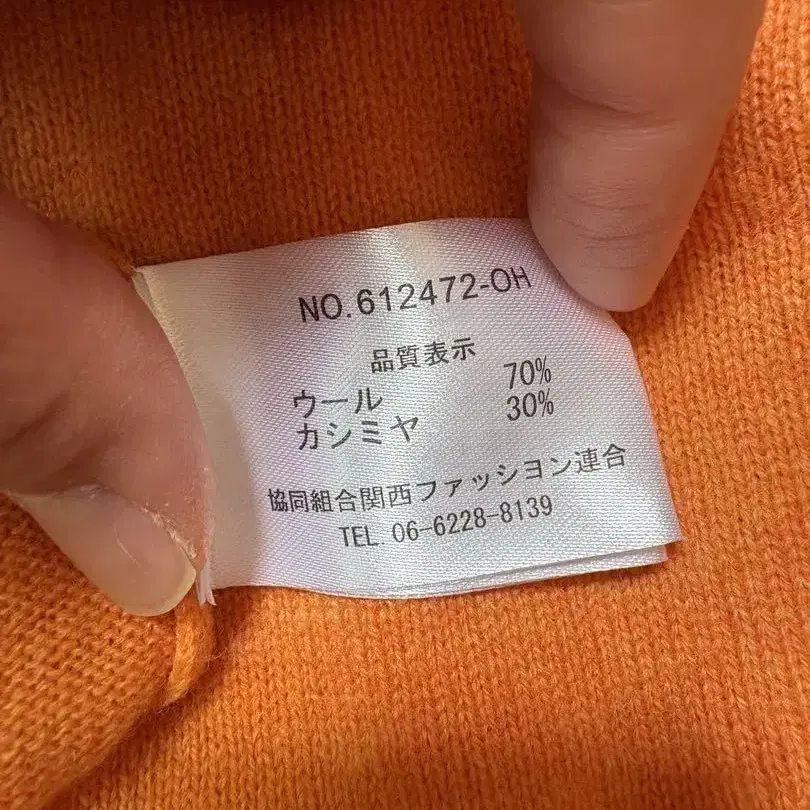 NO.612472-OH
品質表示
ウール 70%
カシミヤ 30%
協同組合関西ファッション連合
TEL. 06-6228-8139